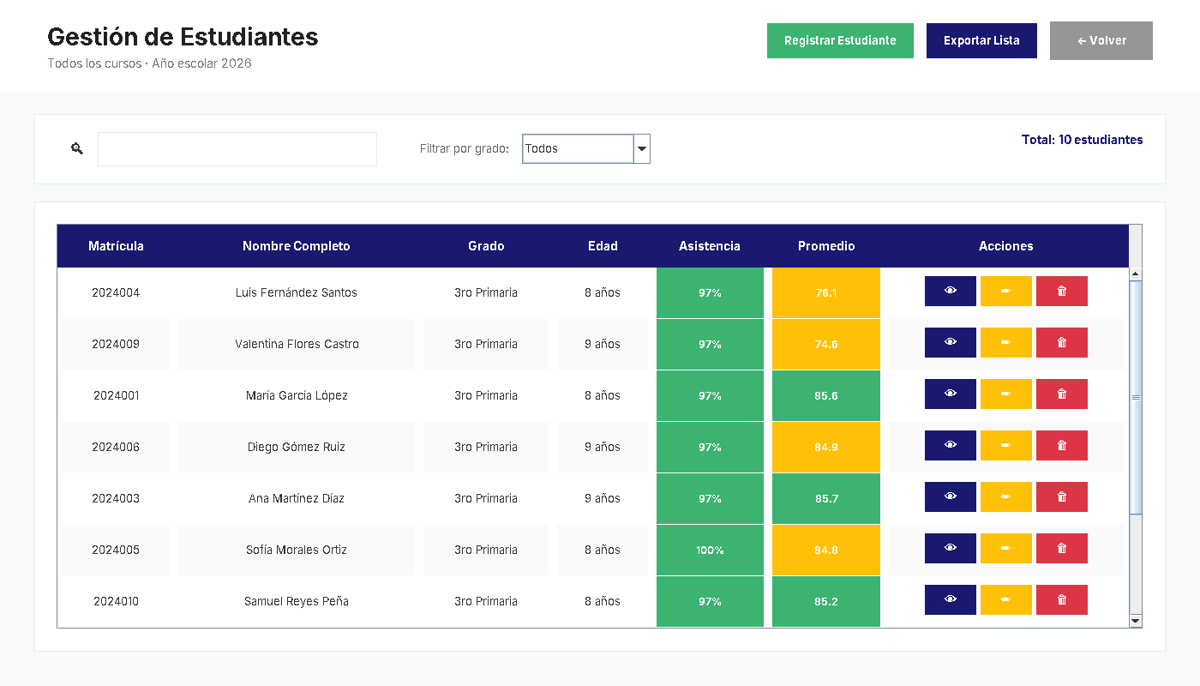 Gestión de Estudiantes
Todos los cursos · Año escolar 2026
Registrar Estudiante
Exportar Lista
← Volver
Filtrar por grado:
Todos
Total: 10 estudiantes
Matrícula Nombre Completo Grado Edad Asistencia Promedio Acciones
2024004 Luis Fernández Santos 3ro Primaria 8 años 97% 76.1
2024009 Valentina Flores Castro 3ro Primaria 9 años 97% 74.6
2024001 María García López 3ro Primaria 8 años 97% 85.6
2024006 Diego Gómez Ruiz 3ro Primaria 9 años 97% 84.9
2024003 Ana Martínez Díaz 3ro Primaria 9 años 97% 85.7
2024005 Sofía Morales Ortiz 3ro Primaria 8 años 100% 84.8
2024010 Samuel Reyes Peña 3ro Primaria 8 años 97% 85.2